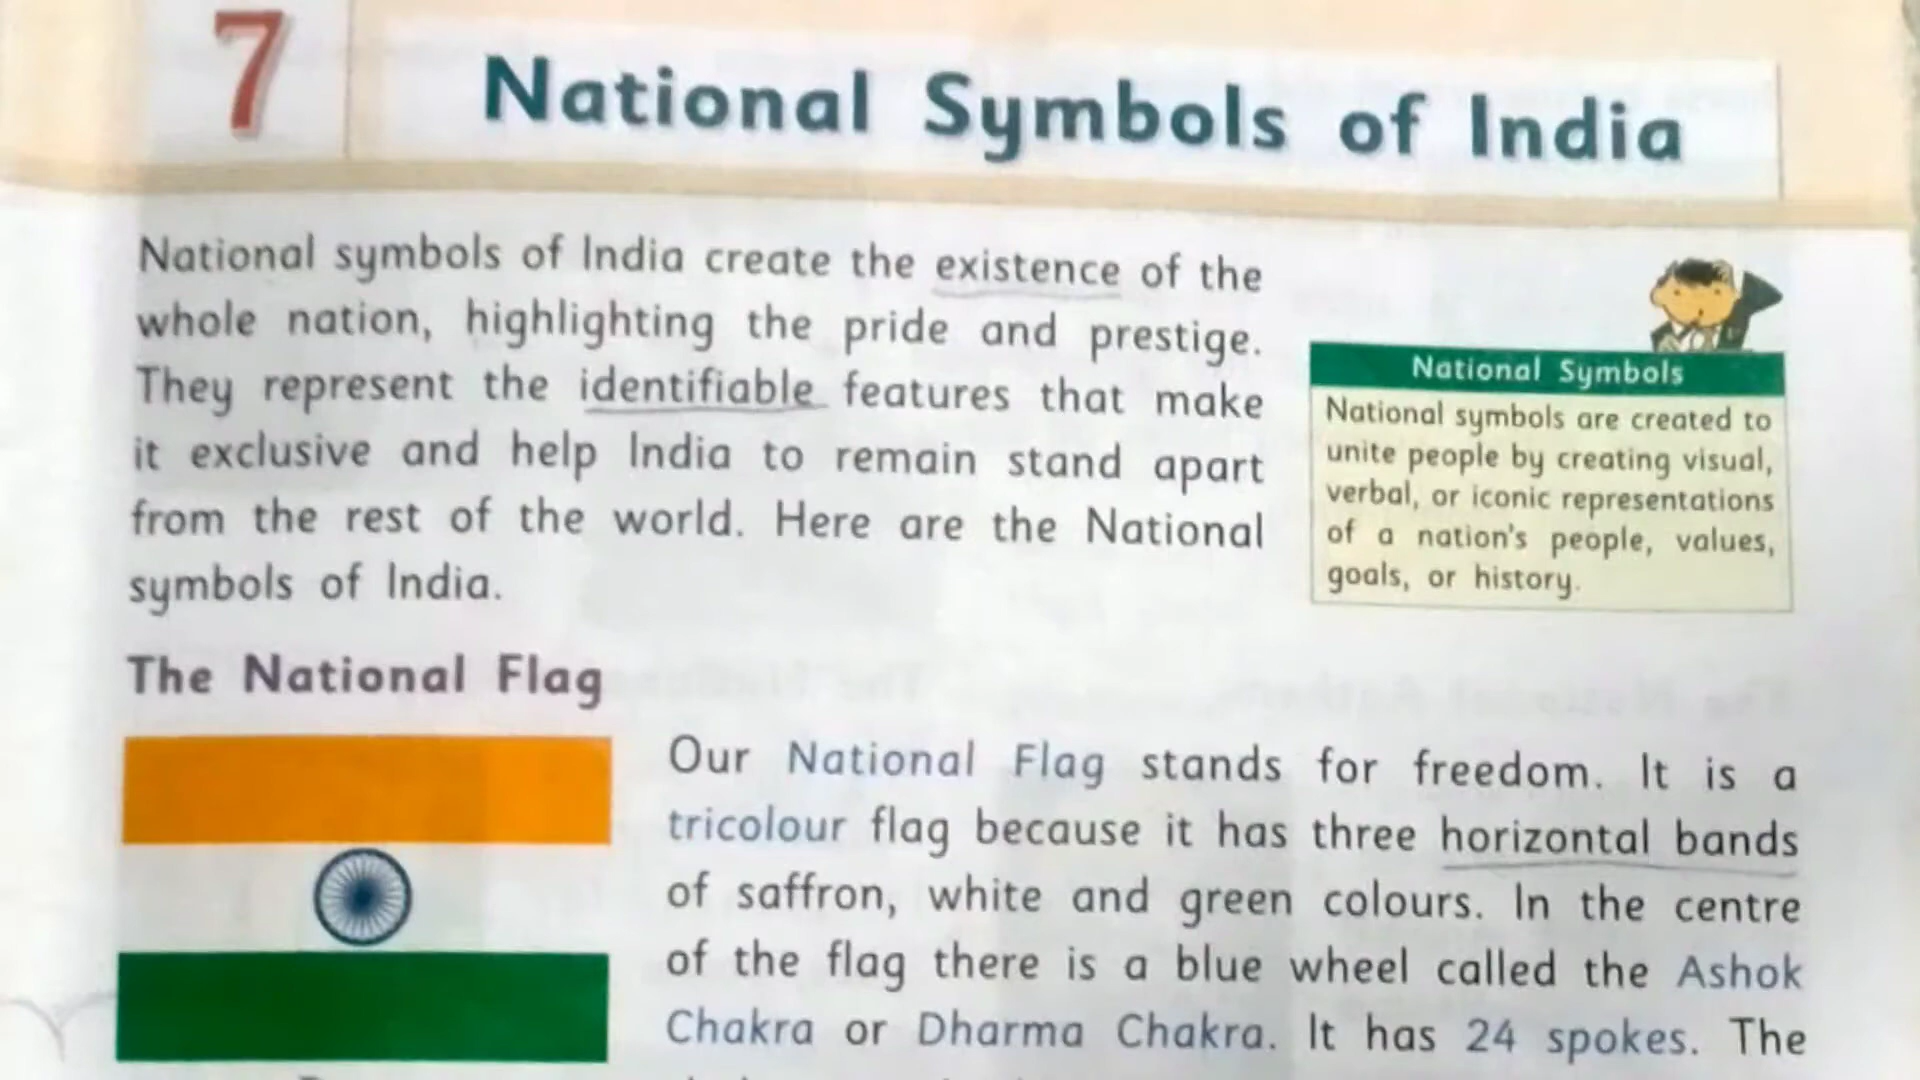 7
National Symbols of India
National symbols of India create the existence of the
whole nation, highlighting the pride and prestige.
They represent the identifiable features that make
it exclusive and help India to remain stand apart
from the rest of the world. Here are the National
symbols of India.
National Symbols
National symbols are created to
unite people by creating visual,
verbal, or iconic representations
of a nation's people, values,
goals, or history.
The National Flag
Our National Flag stands for freedom. It is a
tricolour flag because it has three horizontal bands
of saffron, white and green colours. In the centre
of the flag there is a blue wheel called the Ashok
Chakra or Dharma Chakra. It has 24 spokes. The